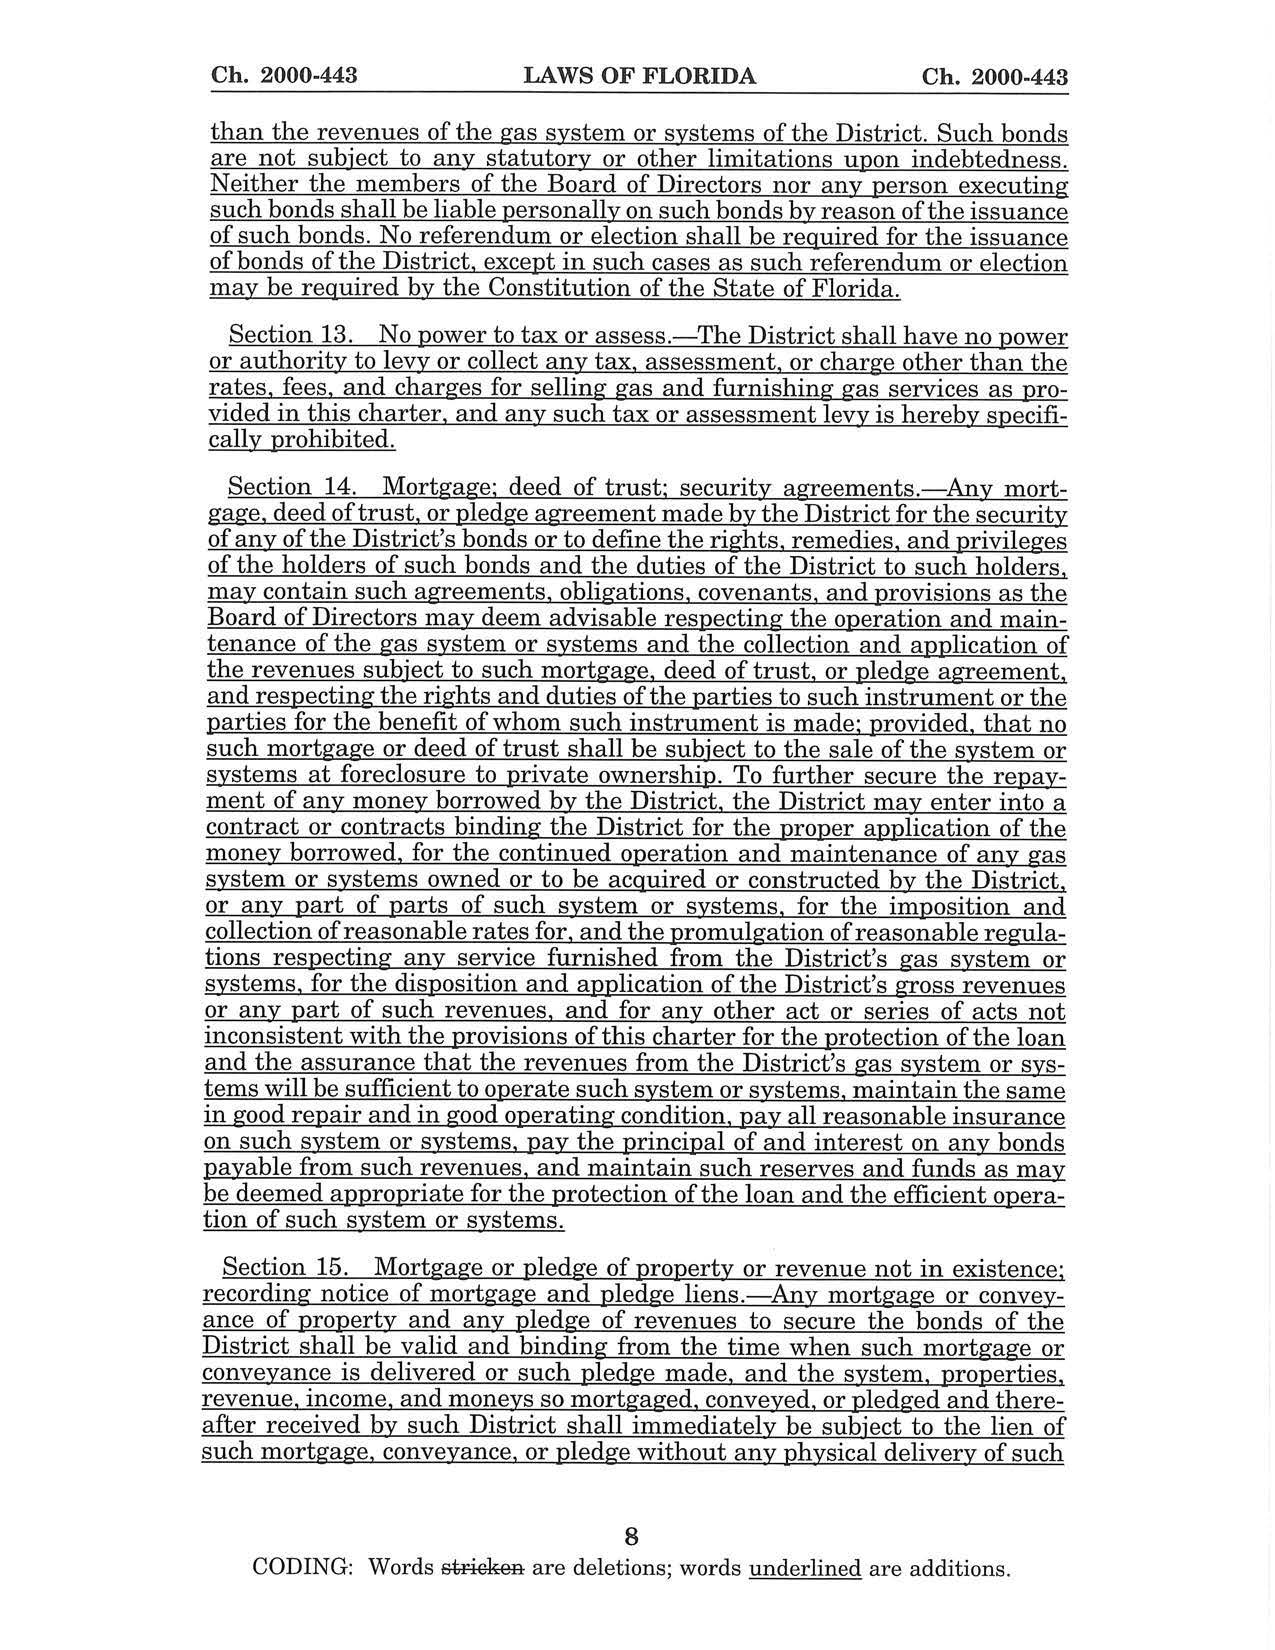 Ch. 2000-443 LAWS OF FLORIDA Ch. 2000-443
than the revenues of the gas system or systems of the District. Such bonds
are not subject to any statutory or other limitations upon indebtedness.
Neither the members of the Board of Directors nor any person executing
such bonds shall be liable personally on such bonds by reason of the issuance
of such bonds. No referendum or election shall be required for the issuance
of bonds of the District, except in such cases as such referendum or election
may be required by the Constitution of the State of Florida.
Section 13. No power to tax or assess.—The District shall have no power
or authority to levy or collect any tax, assessment, or charge other than the
rates, fees, and charges for selling gas and furnishing gas services as pro-
vided in this charter, and any such tax or assessment levy is hereby specifi-
cally prohibited.
Section 14. Mortgage; deed of trust; security agreements.—Any mort-
gage, deed of trust, or pledge agreement made by the District for the security
of any of the District's bonds or to define the rights, remedies, and privileges
of the holders of such bonds and the duties of the District to such holders,
may contain such agreements, obligations, covenants, and provisions as the
Board of Directors may deem advisable respecting the operation and main-
tenance of the gas system or systems and the collection and application of
the revenues subject to such mortgage, deed of trust, or pledge agreement,
and respecting the rights and duties of the parties to such instrument or the
parties for the benefit of whom such instrument is made; provided, that no
such mortgage or deed of trust shall be subject to the sale of the system or
systems at foreclosure to private ownership. To further secure the repay-
ment of any money borrowed by the District, the District may enter into a
contract or contracts binding the District for the proper application of the
money borrowed, for the continued operation and maintenance of any gas
system or systems owned or to be acquired or constructed by the District,
or any part of parts of such system or systems, for the imposition and
collection of reasonable rates for, and the promulgation of reasonable regula-
tions respecting any service furnished from the District's gas system or
systems, for the disposition and application of the District's gross revenues
or any part of such revenues, and for any other act or series of acts not
inconsistent with the provisions of this charter for the protection of the loan
and the assurance that the revenues from the District's gas system or sys-
tems will be sufficient to operate such system or systems, maintain the same
in good repair and in good operating condition, pay all reasonable insurance
on such system or systems, pay the principal of and interest on any bonds
payable from such revenues, and maintain such reserves and funds as may
be deemed appropriate for the protection of the loan and the efficient opera-
tion of such system or systems.
Section 15. Mortgage or pledge of property or revenue not in existence;
recording notice of mortgage and pledge liens.—Any mortgage or convey-
ance of property and any pledge of revenues to secure the bonds of the
District shall be valid and binding from the time when such mortgage or
conveyance is delivered or such pledge made, and the system, properties,
revenue, income, and moneys so mortgaged, conveyed, or pledged and there-
after received by such District shall immediately be subject to the lien of
such mortgage, conveyance, or pledge without any physical delivery of such
8
CODING: Words stricken are deletions; words underlined are additions.